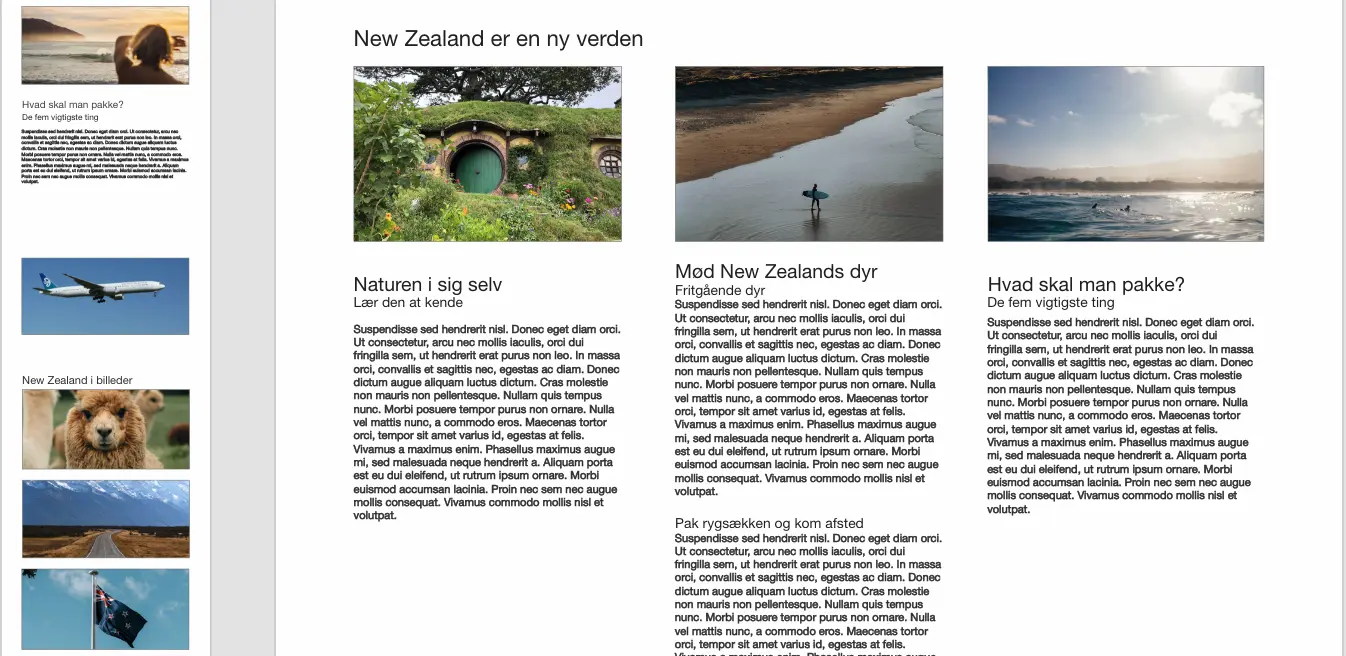 Hvad skal man pakke?
De fem vigtigste ting
Suspendisse sed hendrerit nisl. Donec eget diam orci. Ut consectetur, arcu nec
mollis iaculis, orci dui fringilla sem, ut hendrerit erat purus non leo. In massa orci,
convallis et sagittis nec, egestas ac diam. Donec dictum augue aliquam luctus
dictum. Cras molestie non mauris non pellentesque. Nullam quis tempus nunc.
Morbi posuere tempor purus non ornare. Nulla vel mattis nunc, a commodo eros.
Maecenas tortor orci, tempor sit amet varius id, egestas at felis. Vivamus a maximus
enim. Phasellus maximus augue mi, sed malesuada neque hendrerit a. Aliquam
porta est eu dui eleifend, ut rutrum ipsum ornare. Morbi euismod accumsan lacinia.
Proin nec sem nec augue mollis consequat. Vivamus commodo mollis nisl et
volutpat.
New Zealand i billeder
New Zealand er en ny verden
Naturen i sig selv
Lær den at kende
Suspendisse sed hendrerit nisl. Donec eget diam orci.
Ut consectetur, arcu nec mollis iaculis, orci dui
fringilla sem, ut hendrerit erat purus non leo. In massa
orci, convallis et sagittis nec, egestas ac diam. Donec
dictum augue aliquam luctus dictum. Cras molestie
non mauris non pellentesque. Nullam quis tempus
nunc. Morbi posuere tempor purus non ornare. Nulla
vel mattis nunc, a commodo eros. Maecenas tortor
orci, tempor sit amet varius id, egestas at felis.
Vivamus a maximus enim. Phasellus maximus augue
mi, sed malesuada neque hendrerit a. Aliquam porta
est eu dui eleifend, ut rutrum ipsum ornare. Morbi
euismod accumsan lacinia. Proin nec sem nec augue
mollis consequat. Vivamus commodo mollis nisl et
volutpat.
Mød New Zealands dyr
Fritgående dyr
Suspendisse sed hendrerit nisl. Donec eget diam orci.
Ut consectetur, arcu nec mollis iaculis, orci dui
fringilla sem, ut hendrerit erat purus non leo. In massa
orci, convallis et sagittis nec, egestas ac diam. Donec
dictum augue aliquam luctus dictum. Cras molestie
non mauris non pellentesque. Nullam quis tempus
nunc. Morbi posuere tempor purus non ornare. Nulla
vel mattis nunc, a commodo eros. Maecenas tortor
orci, tempor sit amet varius id, egestas at felis.
Vivamus a maximus enim. Phasellus maximus augue
mi, sed malesuada neque hendrerit a. Aliquam porta
est eu dui eleifend, ut rutrum ipsum ornare. Morbi
euismod accumsan lacinia. Proin nec sem nec augue
mollis consequat. Vivamus commodo mollis nisl et
volutpat.
Pak rygsækken og kom afsted
Suspendisse sed hendrerit nisl. Donec eget diam orci.
Ut consectetur, arcu nec mollis iaculis, orci dui
fringilla sem, ut hendrerit erat purus non leo. In massa
orci, convallis et sagittis nec, egestas ac diam. Donec
dictum augue aliquam luctus dictum. Cras molestie
non mauris non pellentesque. Nullam quis tempus
nunc. Morbi posuere tempor purus non ornare. Nulla
vel mattis nunc, a commodo eros. Maecenas tortor
orci, tempor sit amet varius id, egestas at felis.
Vivamus a maximus enim. Phasellus maximus augue
Hvad skal man pakke?
De fem vigtigste ting
Suspendisse sed hendrerit nisl. Donec eget diam orci.
Ut consectetur, arcu nec mollis iaculis, orci dui
fringilla sem, ut hendrerit erat purus non leo. In massa
orci, convallis et sagittis nec, egestas ac diam. Donec
dictum augue aliquam luctus dictum. Cras molestie
non mauris non pellentesque. Nullam quis tempus
nunc. Morbi posuere tempor purus non ornare. Nulla
vel mattis nunc, a commodo eros. Maecenas tortor
orci, tempor sit amet varius id, egestas at felis.
Vivamus a maximus enim. Phasellus maximus augue
mi, sed malesuada neque hendrerit a. Aliquam porta
est eu dui eleifend, ut rutrum ipsum ornare. Morbi
euismod accumsan lacinia. Proin nec sem nec augue
mollis consequat. Vivamus commodo mollis nisl et
volutpat.